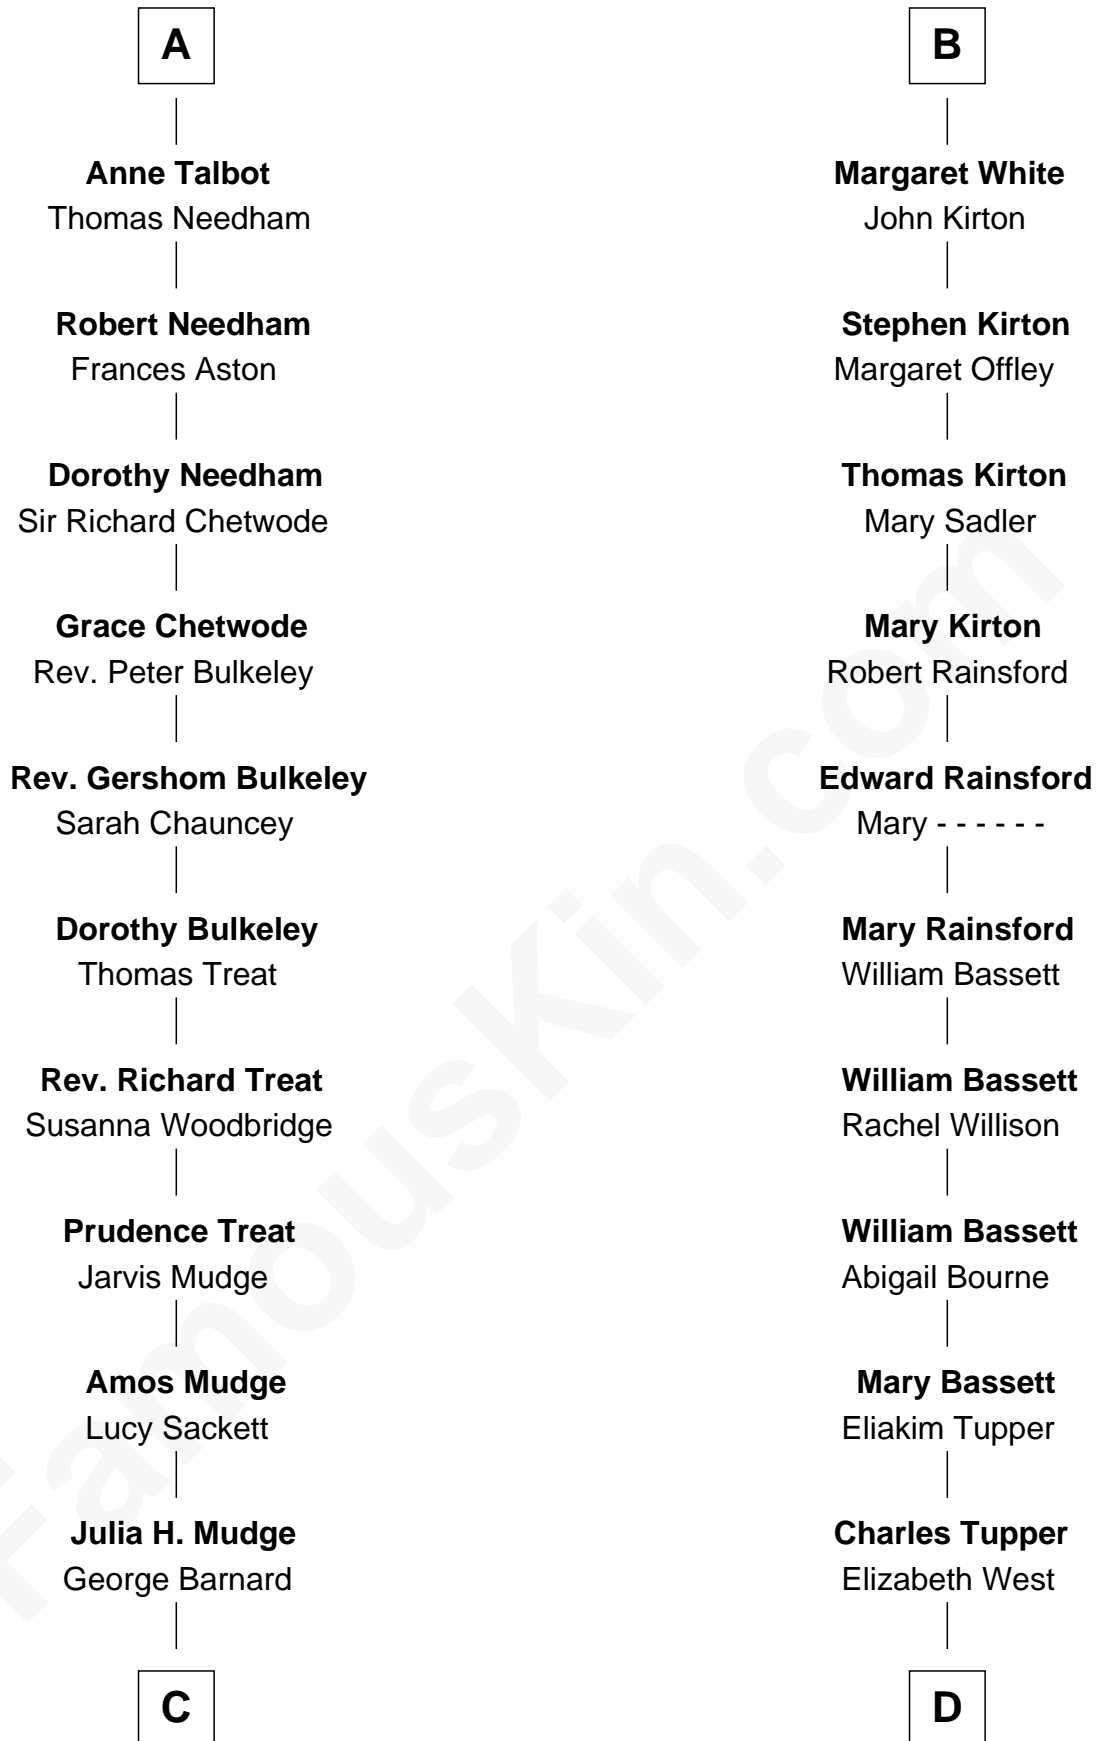 A
Anne Talbot
Thomas Needham
Robert Needham
Frances Aston
Dorothy Needham
Sir Richard Chetwode
Grace Chetwode
Rev. Peter Bulkeley
Rev. Gershom Bulkeley
Sarah Chauncey
Dorothy Bulkeley
Thomas Treat
Rev. Richard Treat
Susanna Woodbridge
Prudence Treat
Jarvis Mudge
Amos Mudge
Lucy Sackett
Julia H. Mudge
George Barnard
C
B
Margaret White
John Kirton
Stephen Kirton
Margaret Offley
Thomas Kirton
Mary Sadler
Mary Kirton
Robert Rainsford
Edward Rainsford
Mary - - - - - -
Mary Rainsford
William Bassett
William Bassett
Rachel Willison
William Bassett
Abigail Bourne
Mary Bassett
Eliakim Tupper
Charles Tupper
Elizabeth West
D
FamousKin.com